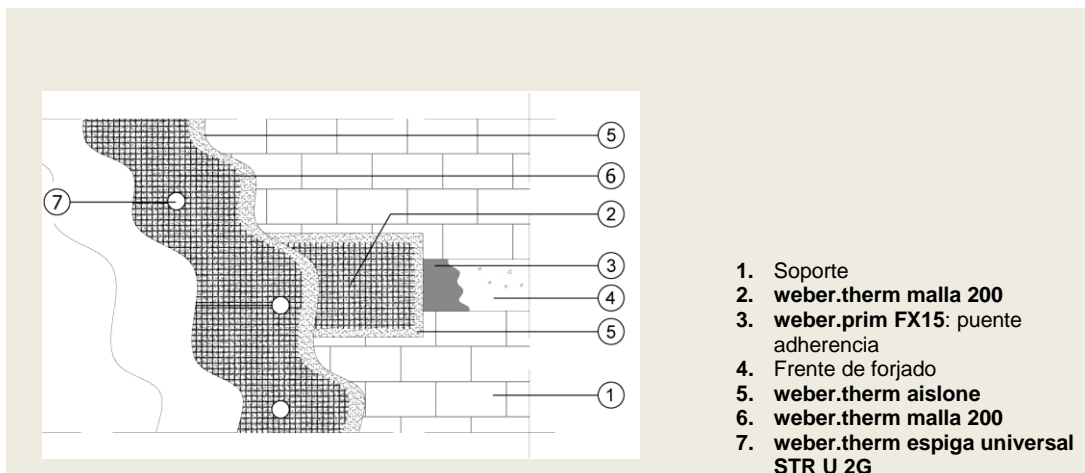 5
6
7
2
3
4
5
1
1. Soporte
2. weber.therm malla 200
3. weber.prim FX15: puente
adherencia
4. Frente de forjado
5. weber.therm aislone
6. weber.therm malla 200
7. weber.therm espiga universal
STR U 2G